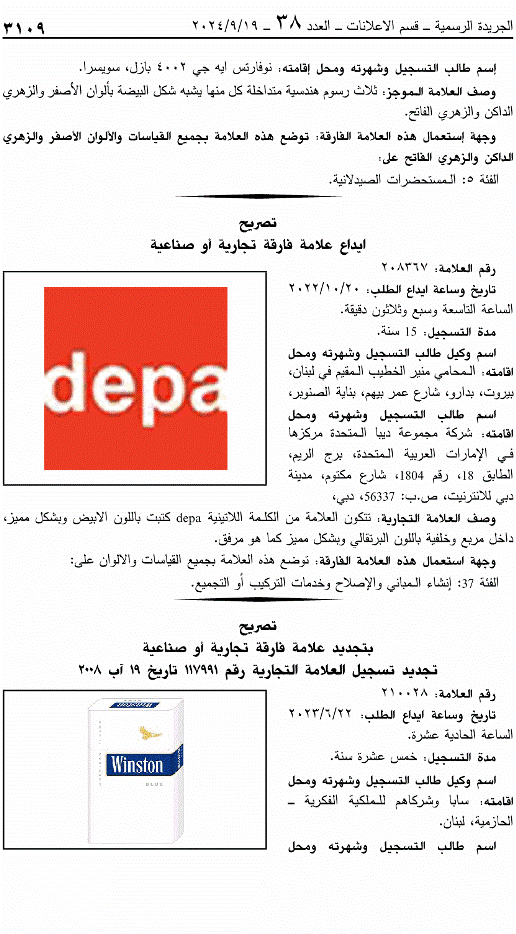 الجريدة الرسمية ــ قسم الاعلانات ــ العدد ٣٨ ــ ٢٠٢٤/٩/١٩
٣١٠٩
إسم طالب التسجيل وشهرته ومحل إقامته: نوفارتس ايه جي ٤٠٠٢ بازل، سويسرا.
وصف العلامة الموجز: ثلاث رسوم هندسية متداخلة كل منها يشبه شكل البيضة بألوان الأصفر والزهري
الداكن والزهري الفاتح.
وجهة إستعمال هذه العلامة الفارقة: توضع هذه العلامة بجميع القياسات والألوان الأصفر والزهري
الداكن والزهري الفاتح على:
الفئة ٥: المستحضرات الصيدلانية.
تصريح
ايداع علامة فارقة تجارية أو صناعية
رقم العلامة: ٢٠٨٣٦٧
تاريخ وساعة ايداع الطلب: ٢٠٢٢/١٠/٢٠
الساعة التاسعة وسبع وثلاثون دقيقة.
مدة التسجيل: 15 سنة.
اسم وكيل طالب التسجيل وشهرته ومحل
اقامته: المحامي منير الخطيب المقيم في لبنان،
بيروت، بدارو، شارع عمر بيهم، بناية الصنوبر،
اسم طالب التسجيل وشهرته ومحل
اقامته: شركة مجموعة ديبا المتحدة مركزها
في الإمارات العربية المتحدة، برج الريم،
الطابق 18، رقم 1804، شارع مكتوم، مدينة
دبي للانترنيت، ص.ب: 56337، دبي،
depa
وصف العلامة التجارية: تتكون العلامة من الكلمة اللاتينية depa كتبت باللون الابيض وبشكل مميز،
داخل مربع وخلفية باللون البرتقالي وبشكل مميز كما هو مرفق.
وجهة استعمال هذه العلامة الفارقة: توضع هذه العلامة بجميع القياسات والالوان على:
الفئة 37: إنشاء المباني والإصلاح وخدمات التركيب أو التجميع.
تصريح
بتجديد علامة فارقة تجارية أو صناعية
تجديد تسجيل العلامة التجارية رقم ١١٧٩٩١ تاريخ ١٩ آب ٢٠٠٨
رقم العلامة: ٢١٠٠٢٨
تاريخ وساعة ايداع الطلب: ٢٠٢٣/٦/٢٢
الساعة الحادية عشرة.
مدة التسجيل: خمس عشرة سنة.
اسم وكيل طالب التسجيل وشهرته ومحل
اقامته: سابا وشركاهم للملكية الفكرية ــ
الحازمية، لبنان.
اسم طالب التسجيل وشهرته ومحل
Winston
BLUE